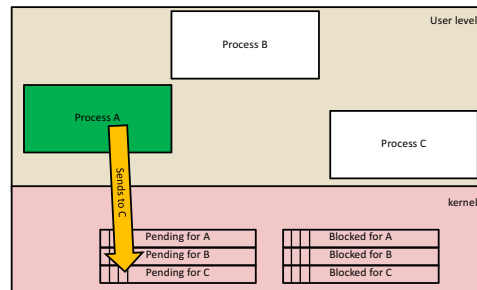 User level
Process B
Process A
Process C
Sends to C
kernel
Pending for A
Blocked for A
Pending for B
Blocked for B
Pending for C
Blocked for C